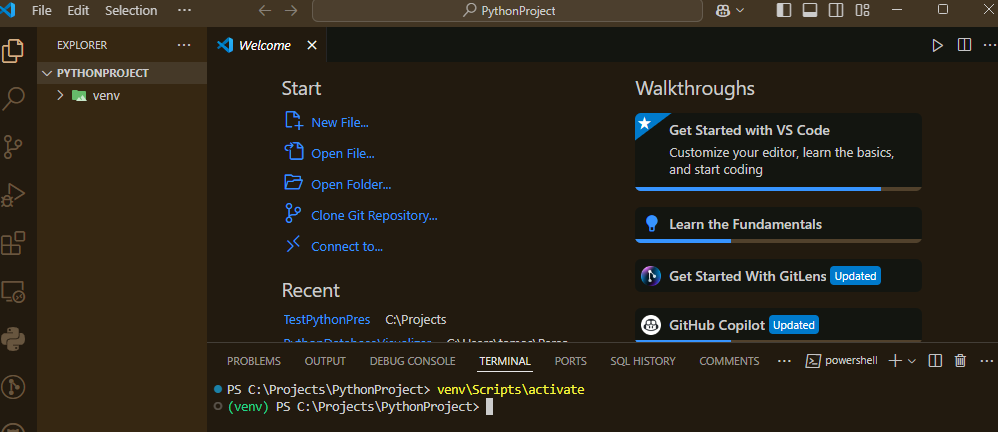 File Edit Selection ··· PythonProject
EXPLORER ···
PYTHONPROJECT
venv
Welcome
Start
New File...
Open File...
Open Folder...
Clone Git Repository...
Connect to...
Recent
TestPythonPres C:\Projects
Walkthroughs
Get Started with VS Code
Customize your editor, learn the basics,
and start coding
Learn the Fundamentals
Get Started With GitLens Updated
GitHub Copilot Updated
PROBLEMS OUTPUT DEBUG CONSOLE TERMINAL PORTS SQL HISTORY COMMENTS ··· powershell
PS C:\Projects\PythonProject> venv\Scripts\activate
(venv) PS C:\Projects\PythonProject>